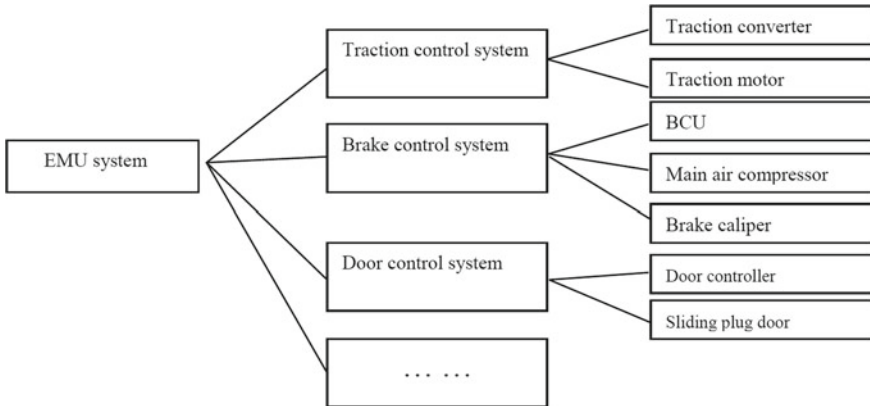 EMU system
Traction control system
Brake control system
Door control system
… …
Traction converter
Traction motor
BCU
Main air compressor
Brake caliper
Door controller
Sliding plug door